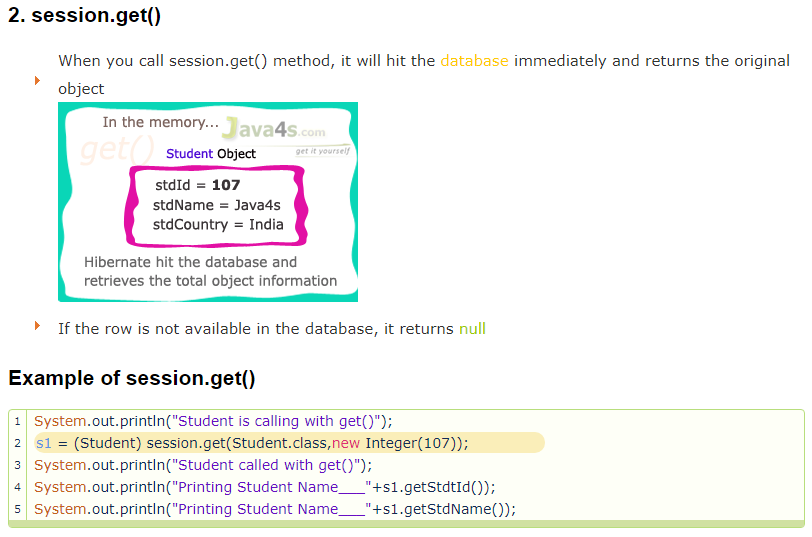 2. session.get()
When you call session.get() method, it will hit the database immediately and returns the original
object
In the memory...
Java4s.com
get()
get it yourself
Student Object
stdId = 107
stdName = Java4s
stdCountry = India
Hibernate hit the database and
retrieves the total object information
If the row is not available in the database, it returns null
Example of session.get()
1 System.out.println("Student is calling with get()");
2 s1 = (Student) session.get(Student.class,new Integer(107));
3 System.out.println("Student called with get()");
4 System.out.println("Printing Student Name___"+s1.getStdtId());
5 System.out.println("Printing Student Name___"+s1.getStdName());